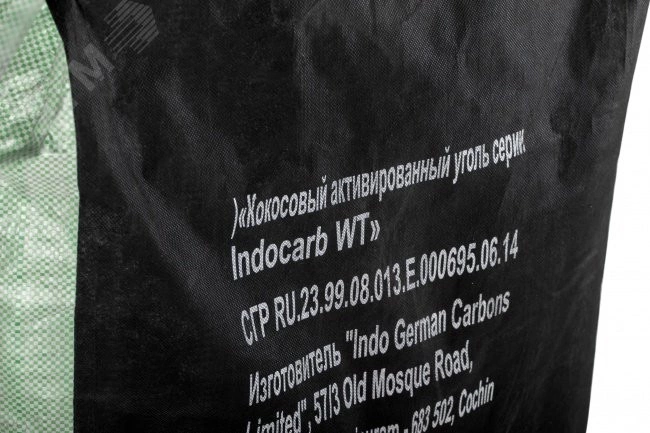 )«Кокосовый активированный уголь серии
Indocarb WT»
СГР RU.23.99.08.013.E.000695.06.14
Изготовитель "Indo German Carbons
Limited", 57/3 Old Mosque Road,
- 683 502, Cochin